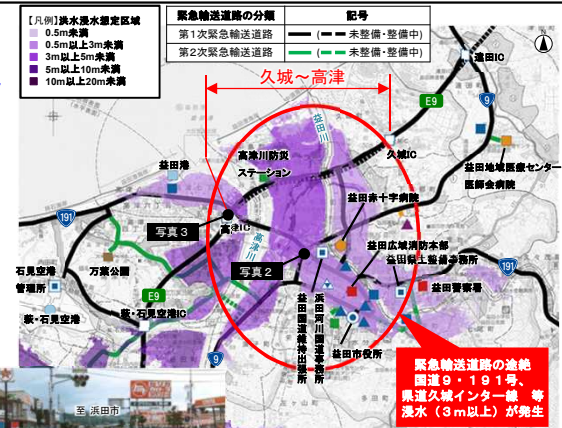 【凡例】洪水浸水想定区域
0.5m未満
0.5m以上3m未満
3m以上5m未満
5m以上10m未満
10m以上20m未満
緊急輸送道路の分類 記号
第1次緊急輸送道路 (　未整備・整備中)
第2次緊急輸送道路 (　未整備・整備中)
久城～高津
遠田IC
E9
9
益田川
益田港
高津川防災
ステーション
久城IC
益田地域医療センター
医師会病院
191
益田赤十字病院
写真3
高津IC
高津川
益田広域消防本部
益田県土整備事務所
写真2
191
石見空港
管理所
万葉公園
E9
萩・石見空港
萩・石見空港IC
益田国道維持出張所
浜田河川国道事務所
益田警察署
益田市役所
9
緊急輸送道路の途絶
国道9・191号、
県道久城インター線　等
浸水（3m以上）が発生
至 浜田市